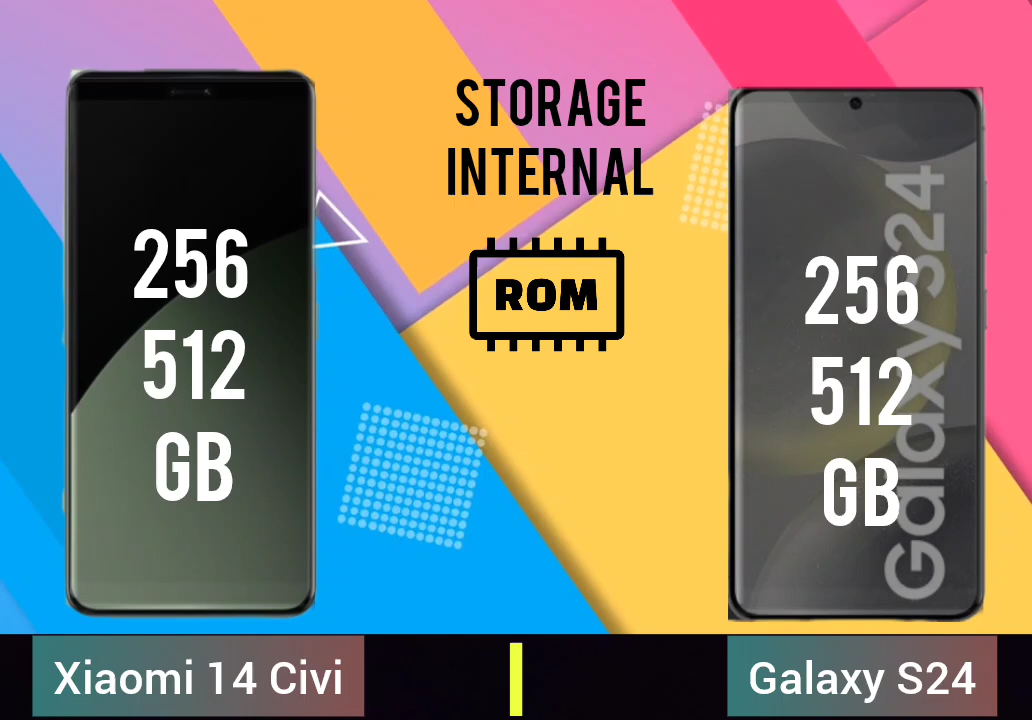 STORAGE
INTERNAL
ROM
256
512
GB
256
512
GB
Galaxy S24
Xiaomi 14 Civi
Galaxy S24